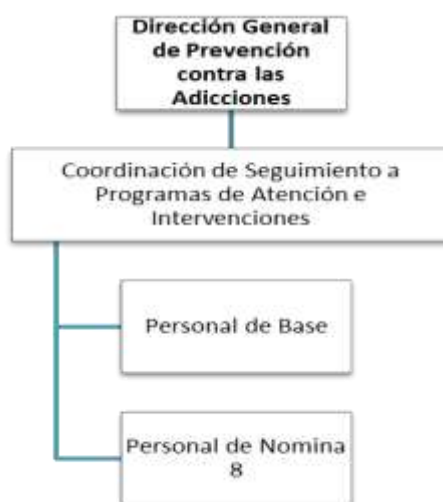 Dirección General
de Prevención
contra las
Adicciones
Coordinación de Seguimiento a
Programas de Atención e
Intervenciones
Personal de Base
Personal de Nomina
8